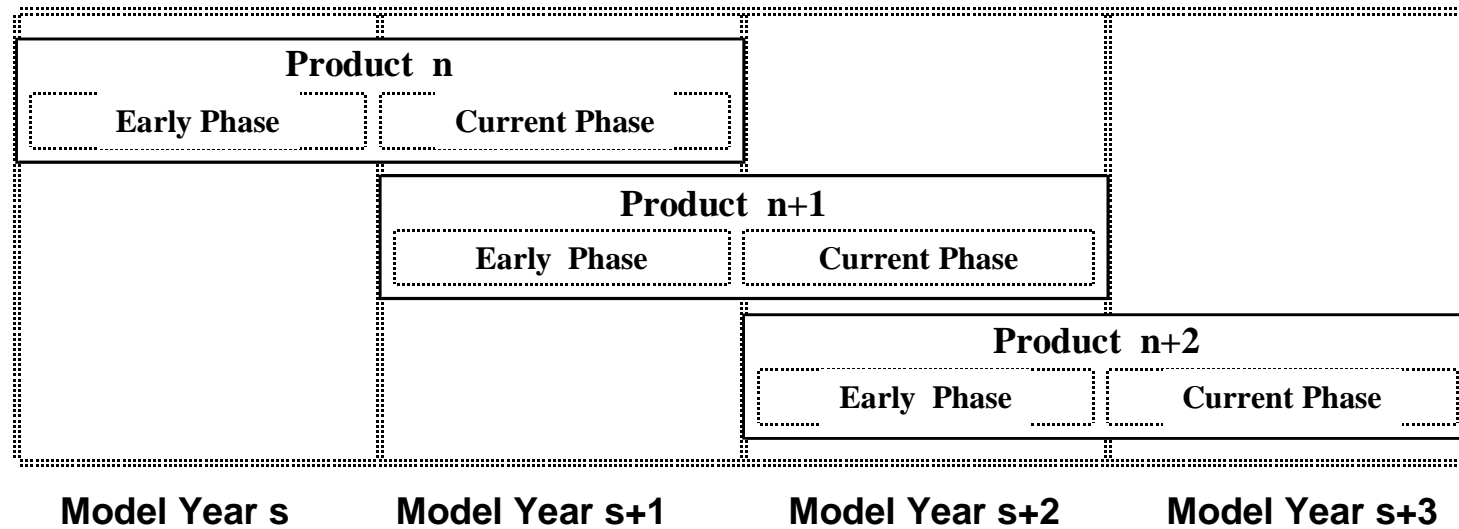 Product n
Early Phase Current Phase
Product n+1
Early Phase Current Phase
Product n+2
Early Phase Current Phase
Model Year s Model Year s+1 Model Year s+2 Model Year s+3